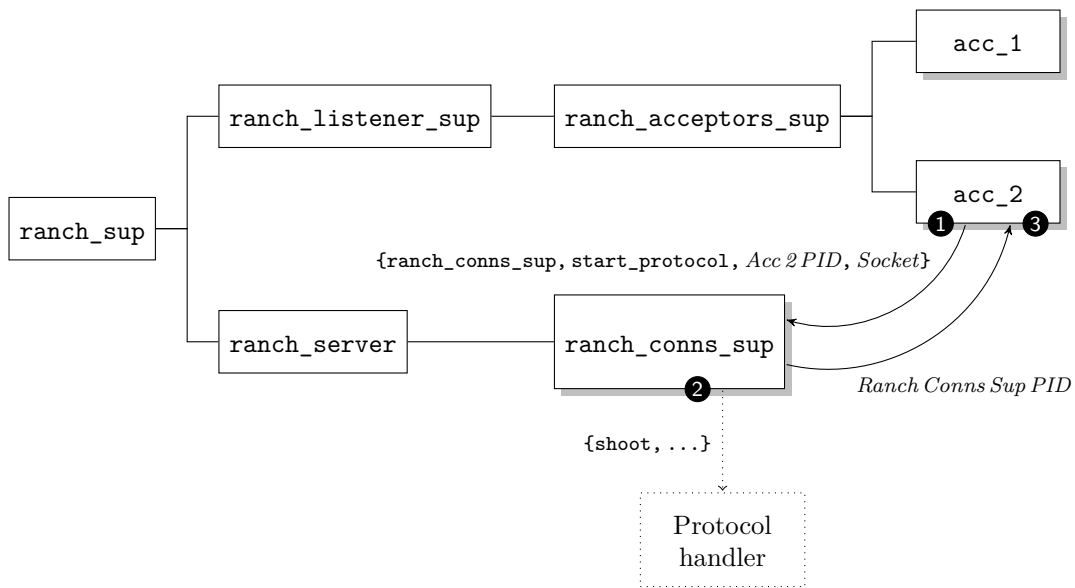 acc_1
ranch_listener_sup
ranch_acceptors_sup
acc_2
1
3
ranch_sup
{ranch_conns_sup, start_protocol, Acc 2 PID, Socket}
ranch_server
ranch_conns_sup
2
Ranch Conns Sup PID
{shoot, ...}
Protocol
handler